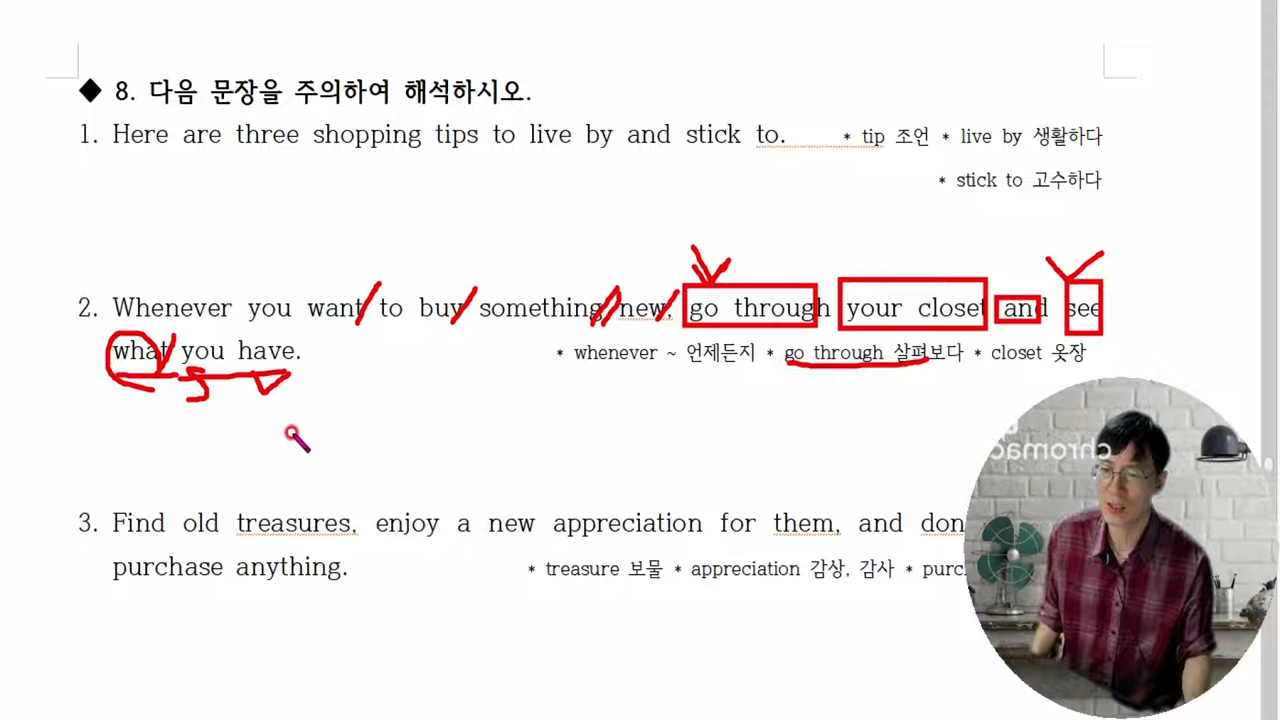 ◆ 8. 다음 문장을 주의하여 해석하시오.
1. Here are three shopping tips to live by and stick to. * tip 조언 * live by 생활하다
* stick to 고수하다
2. Whenever you want to buy something new, go through your closet and see
what you have. * whenever ~ 언제든지 * go through 살펴보다 * closet 옷장
3. Find old treasures, enjoy a new appreciation for them, and don
purchase anything. * treasure 보물 * appreciation 감상, 감사 * purc
chromac